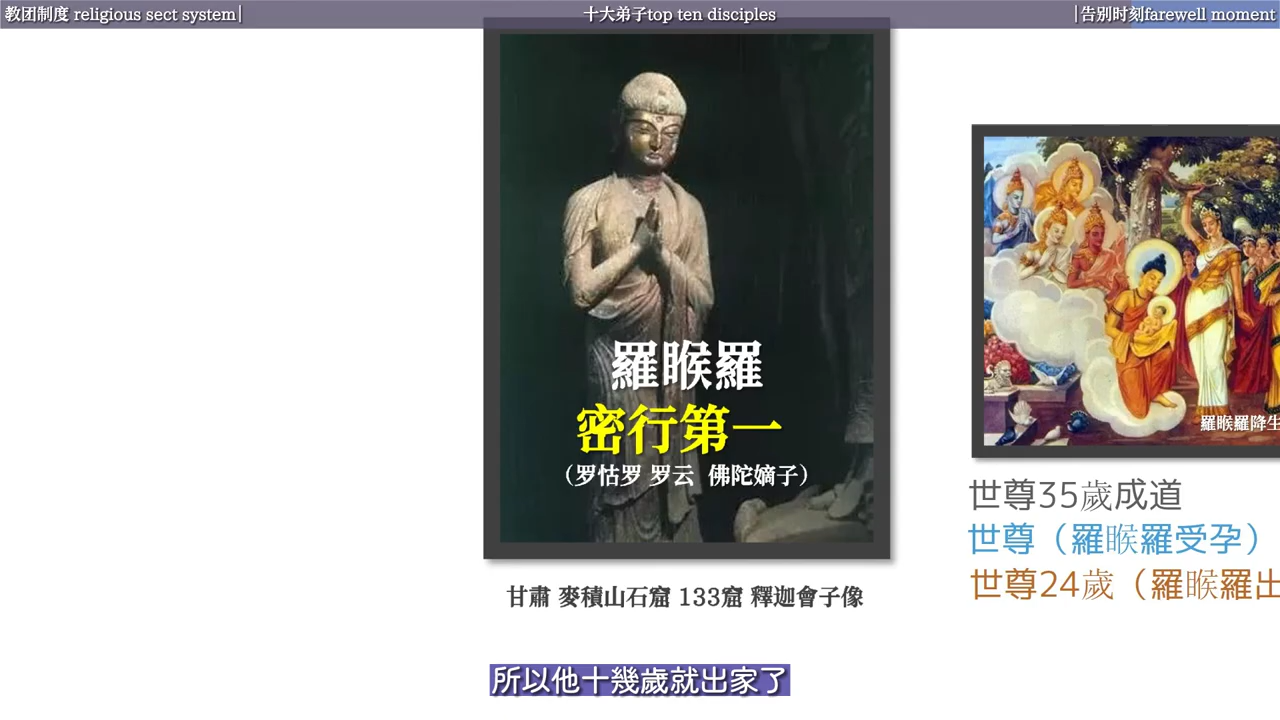 教团制度 religious sect system|
十大弟子top ten disciples
|告别时刻farewell moment
羅睺羅
密行第一
（罗怙罗 罗云 佛陀嫡子）
甘肅 麥積山石窟 133窟 釋迦會子像
羅睺羅降生
世尊35歲成道
世尊（羅睺羅受孕）
世尊24歲（羅睺羅出
所以他十幾歲就出家了